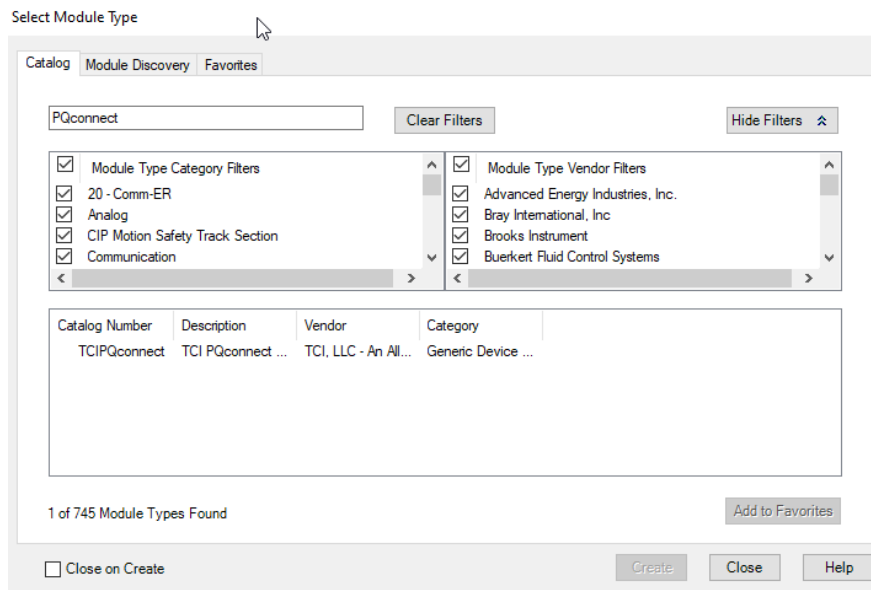 Select Module Type
Catalog Module Discovery Favorites
PQconnect Clear Filters Hide Filters
Module Type Category Filters Module Type Vendor Filters
20 - Comm-ER Advanced Energy Industries, Inc.
Analog Bray International, Inc
CIP Motion Safety Track Section Brooks Instrument
Communication Buerkert Fluid Control Systems
Catalog Number Description Vendor Category
TCIPQconnect TCI PQconnect ... TCI, LLC - An All... Generic Device ...
1 of 745 Module Types Found Add to Favorites
Close on Create Create Close Help